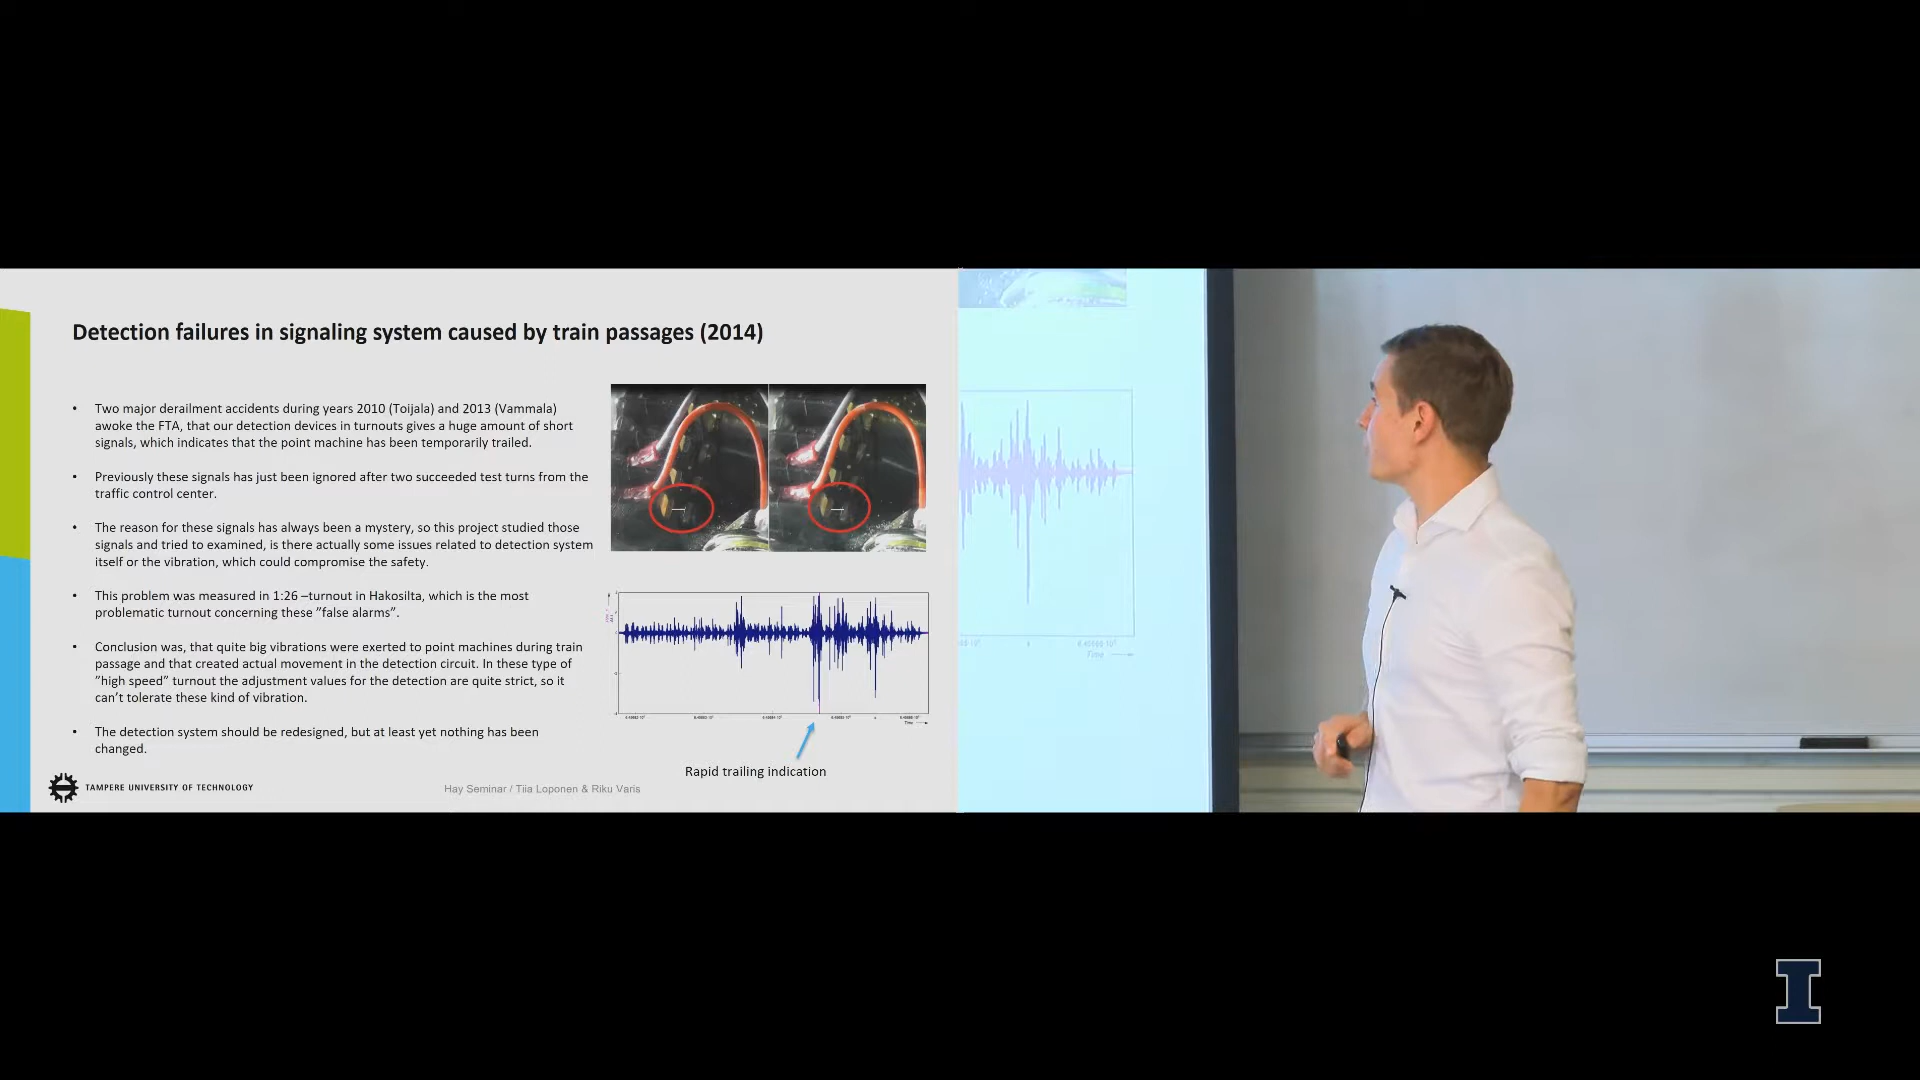 Detection failures in signaling system caused by train passages (2014)
• Two major derailment accidents during years 2010 (Toijala) and 2013 (Vammala)
awoke the FTA, that our detection devices in turnouts gives a huge amount of short
signals, which indicates that the point machine has been temporarily trailed.
• Previously these signals has just been ignored after two succeeded test turns from the
traffic control center.
• The reason for these signals has always been a mystery, so this project studied those
signals and tried to examined, is there actually some issues related to detection system
itself or the vibration, which could compromise the safety.
• This problem was measured in 1:26 –turnout in Hakosilta, which is the most
problematic turnout concerning these ”false alarms”.
• Conclusion was, that quite big vibrations were exerted to point machines during train
passage and that created actual movement in the detection circuit. In these type of
”high speed” turnout the adjustment values for the detection are quite strict, so it
can’t tolerate these kind of vibration.
• The detection system should be redesigned, but at least yet nothing has been
changed.
Time
Rapid trailing indication
TAMPERE UNIVERSITY OF TECHNOLOGY
Hay Seminar / Tiia Loponen & Riku Varis
Time
I